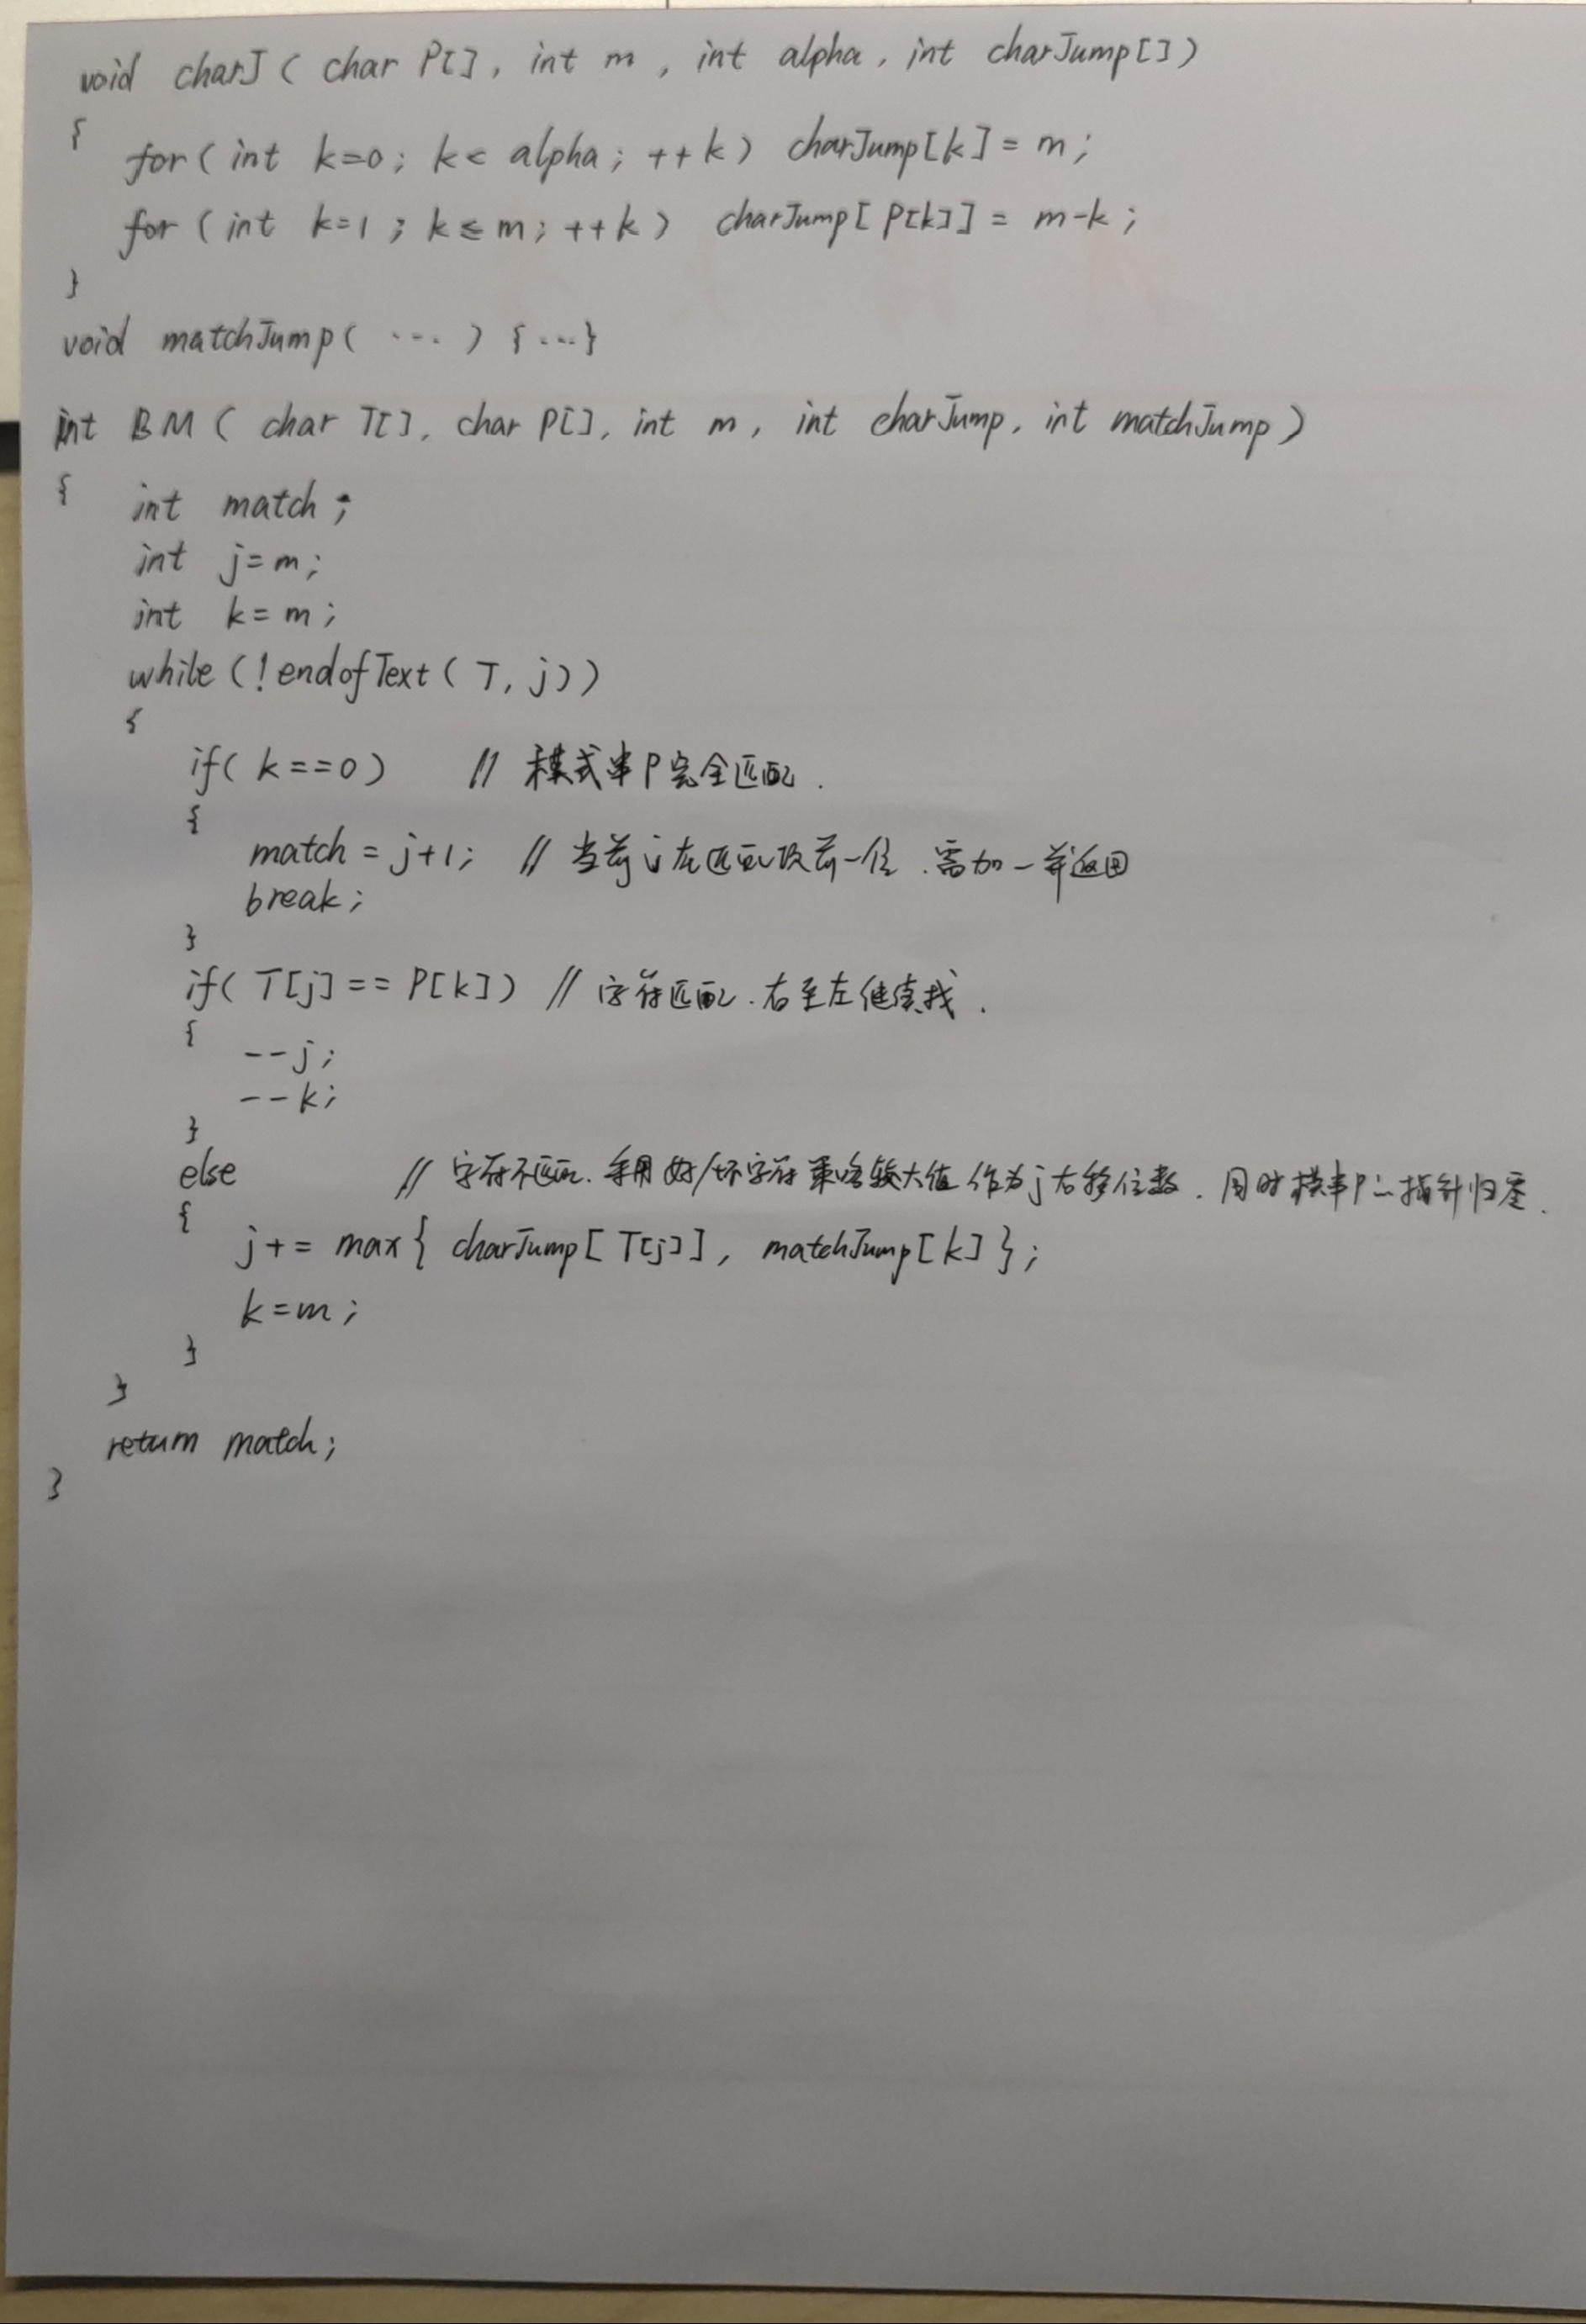 void charJ ( char P[], int m , int alpha , int charJump[])
{
for( int k=0; k< alpha; ++k) charJump[k] = m;
for (int k=1 ; k≤m; ++k) charJump[ P[k]] = m-k;
}
void matchJump( ... ) { ... }
int BM ( char T[], char P[], int m , int charJump, int matchJump )
{ int match ;
int j=m;
int k=m;
while (! endofText ( T, j))
{
if( k==0) // 模式串P完全匹配.
{
match = j+1; // 当前j在匹配段前一位.需加一并返回
break;
}
if( T[j] == P[k]) // 字符匹配.右至左继续找.
{
--j;
--k;
}
else // 字符不匹配.采用好/坏字符策略较大值作为j右移位数.同时模串P之指针归零.
{
j+= max{ charJump[ T[j]], matchJump[k] };
k=m;
}
}
return match;
}